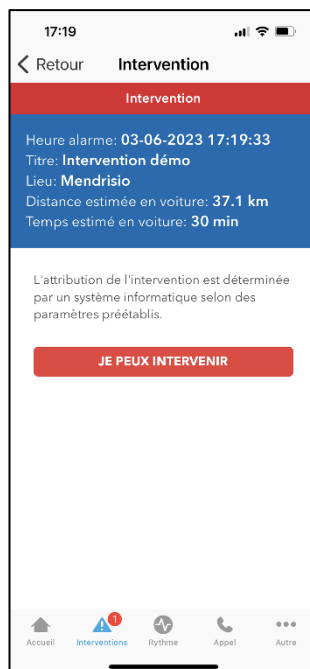 17:19
Retour Intervention
Intervention
Heure alarme: 03-06-2023 17:19:33
Titre: Intervention démo
Lieu: Mendrisio
Distance estimée en voiture: 37.1 km
Temps estimé en voiture: 30 min
L'attribution de l'intervention est déterminée
par un système informatique selon des
paramètres préétablis.
JE PEUX INTERVENIR
1
Accueil Interventions Rythme Appel Autre